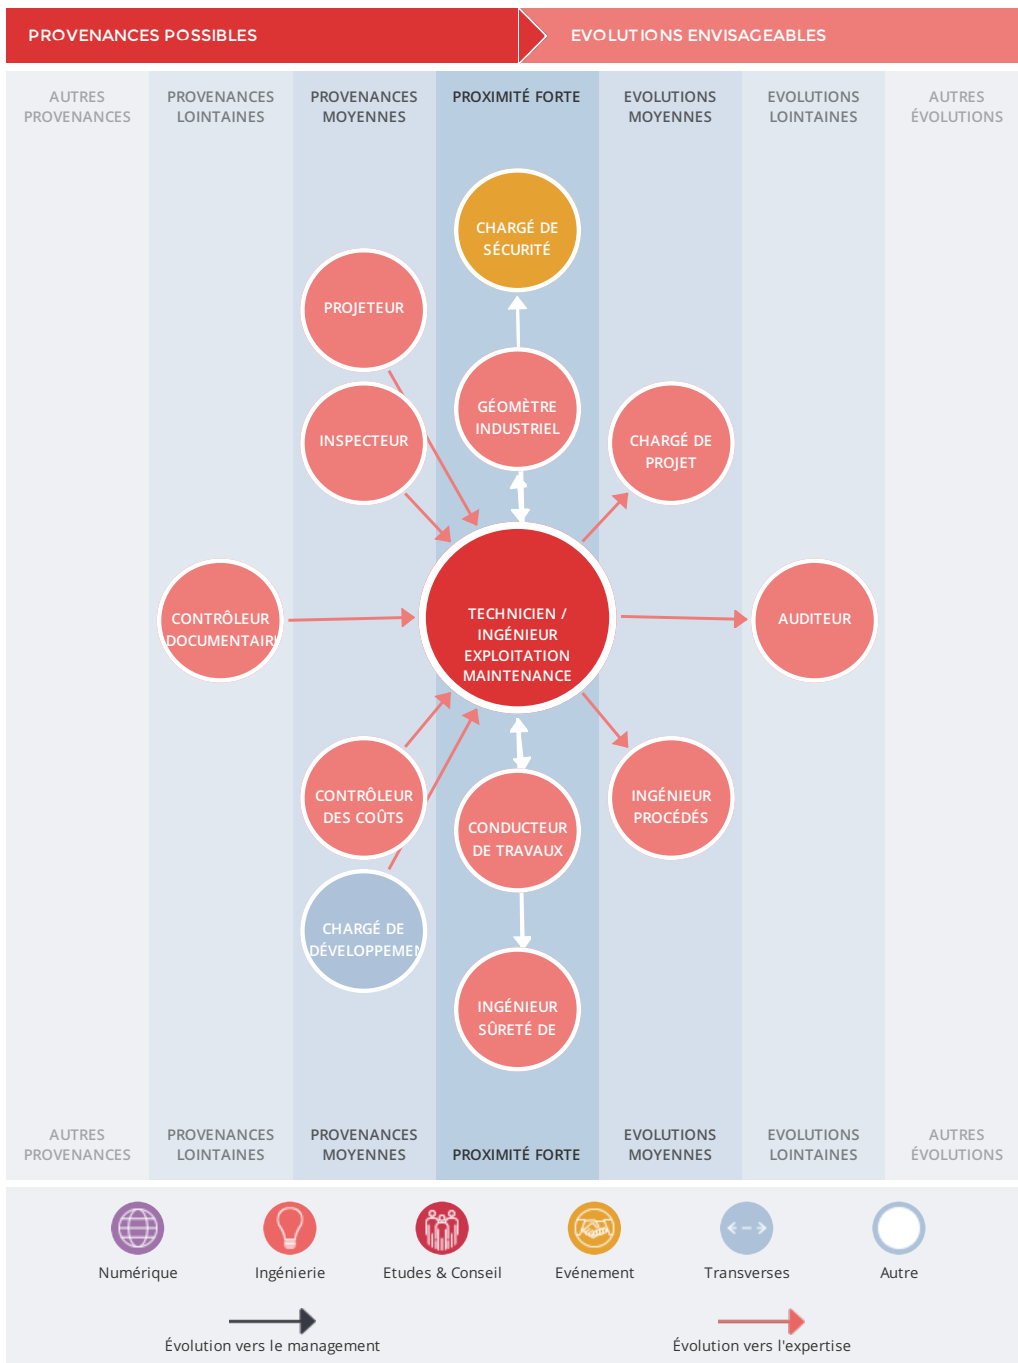 PROVENANCES POSSIBLES
EVOLUTIONS ENVISAGEABLES
AUTRES
PROVENANCES
PROVENANCES
LOINTAINES
PROVENANCES
MOYENNES
PROXIMITÉ FORTE
EVOLUTIONS
MOYENNES
EVOLUTIONS
LOINTAINES
AUTRES
ÉVOLUTIONS
CHARGÉ DE
SÉCURITÉ
PROJETEUR
GÉOMÈTRE
INDUSTRIEL
INSPECTEUR
CHARGÉ DE
PROJET
CONTRÔLEUR
DOCUMENTAIR
TECHNICIEN /
INGÉNIEUR
EXPLOITATION
MAINTENANCE
AUDITEUR
CONTRÔLEUR
DES COÛTS
CONDUCTEUR
DE TRAVAUX
INGÉNIEUR
PROCÉDÉS
CHARGÉ DE
DÉVELOPPEMEN
INGÉNIEUR
SÛRETÉ DE
AUTRES
PROVENANCES
PROVENANCES
LOINTAINES
PROVENANCES
MOYENNES
PROXIMITÉ FORTE
EVOLUTIONS
MOYENNES
EVOLUTIONS
LOINTAINES
AUTRES
ÉVOLUTIONS
Numérique
Ingénierie
Etudes & Conseil
Evénement
Transverses
Autre
Évolution vers le management
Évolution vers l'expertise